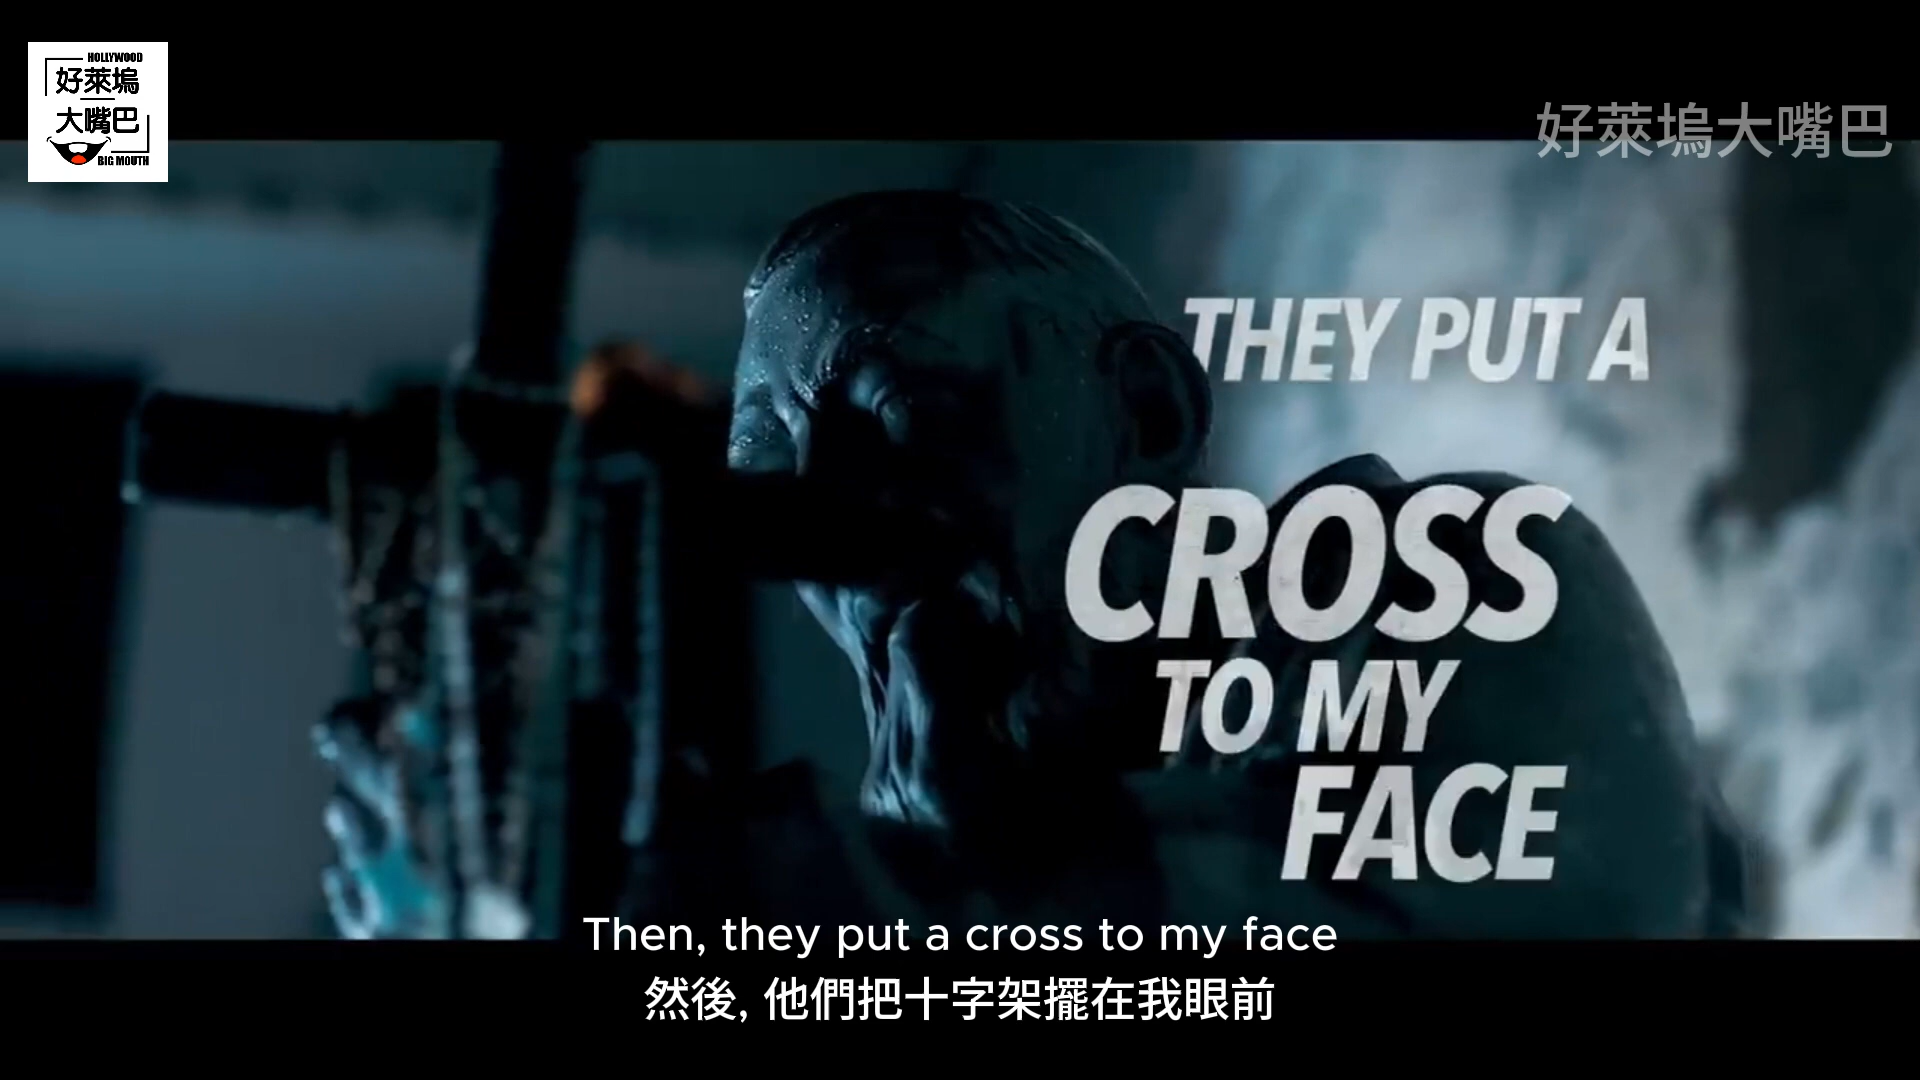 HOLLYWOOD
好萊塢
大嘴巴
BIG MOUTH
好萊塢大嘴巴
THEY PUT A
CROSS
TO MY
FACE
Then, they put a cross to my face
然後, 他們把十字架擺在我眼前